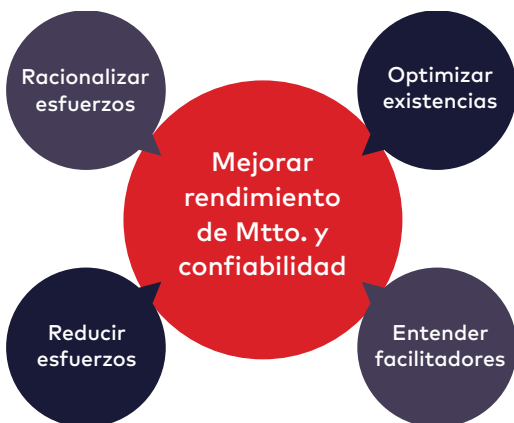 Racionalizar
esfuerzos
Optimizar
existencias
Mejorar
rendimiento
de Mtto. y
confiabilidad
Reducir
esfuerzos
Entender
facilitadores